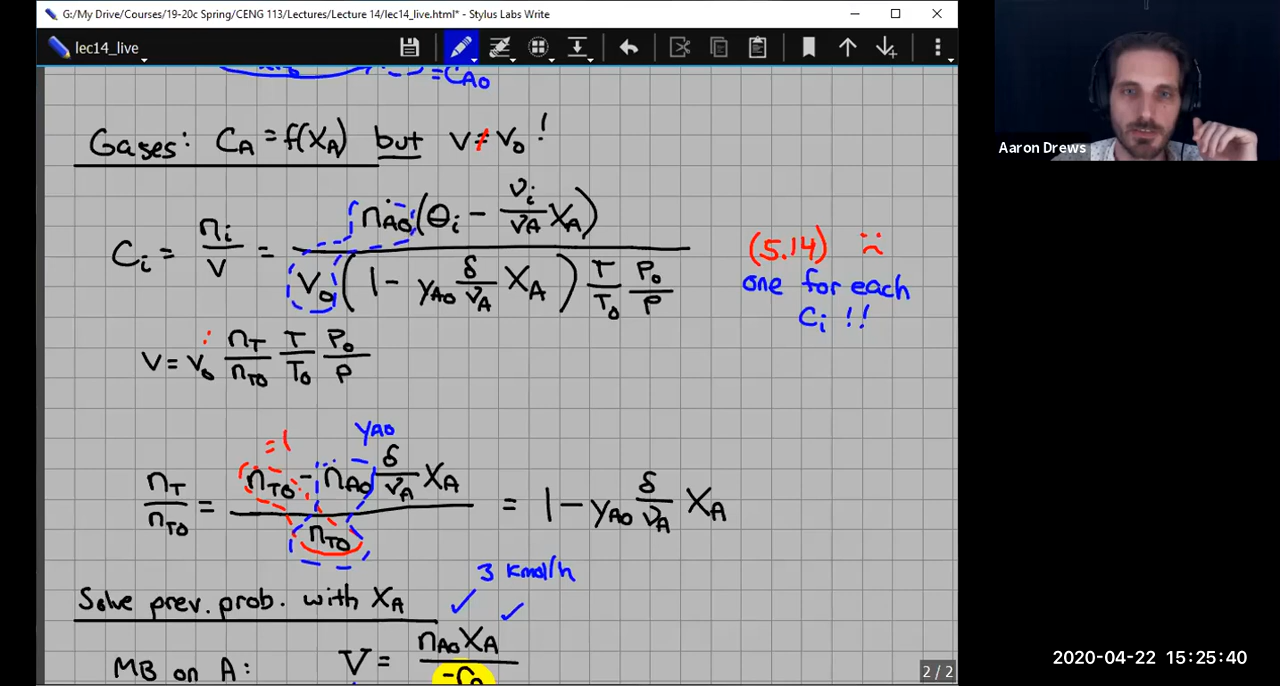 G:/My Drive/Courses/19-20c Spring/CENG 113/Lectures/Lecture 14/lec14_live.html* - Stylus Labs Write
lec14_live
= C_A0
Gases: C_A = f(X_A) but v ≠ v_0 !
C_i = n_i / v = n_A0 (θ_i - ν_i/ν_A X_A) / v_0 (1 - y_A0 δ/ν_A X_A) T/T_0 P_0/P
(5.14) :(
one for each
C_i !!
v = v_0 n_T/n_T0 T/T_0 P_0/P
= 1
y_A0
n_T/n_T0 = (n_T0 - n_A0 δ/ν_A X_A) / n_T0 = 1 - y_A0 δ/ν_A X_A
3 kmol/h
Solve prev. prob. with X_A
MB on A: V = n_A0 X_A
2 / 2
Aaron Drews
2020-04-22 15:25:40